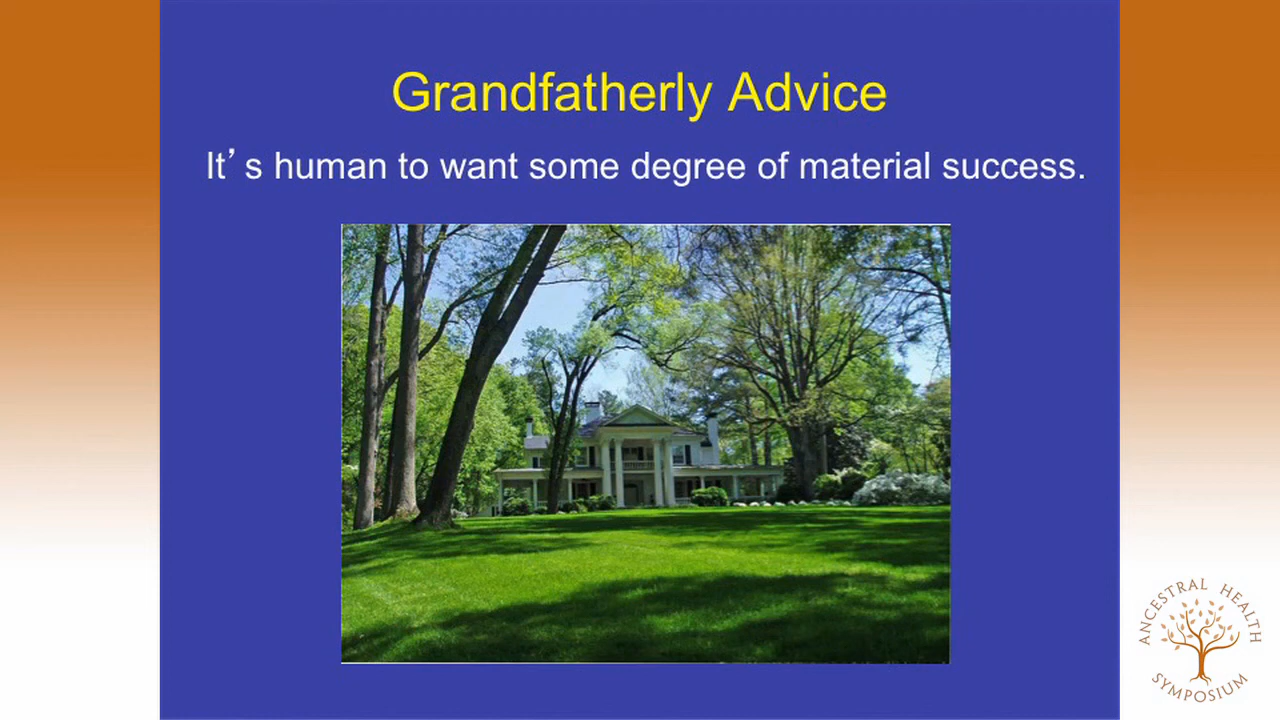 Grandfatherly Advice
It’s human to want some degree of material success.
ANCESTRAL HEALTH
SYMPOSIUM